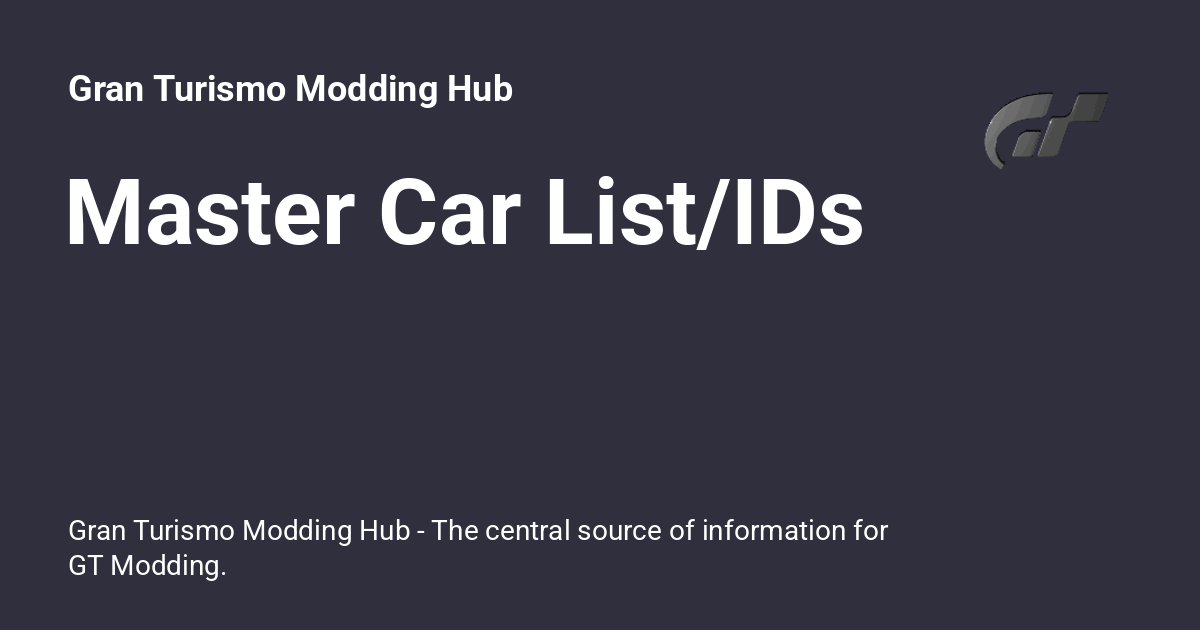 Gran Turismo Modding Hub
Master Car List/IDs
Gran Turismo Modding Hub - The central source of information for
GT Modding.